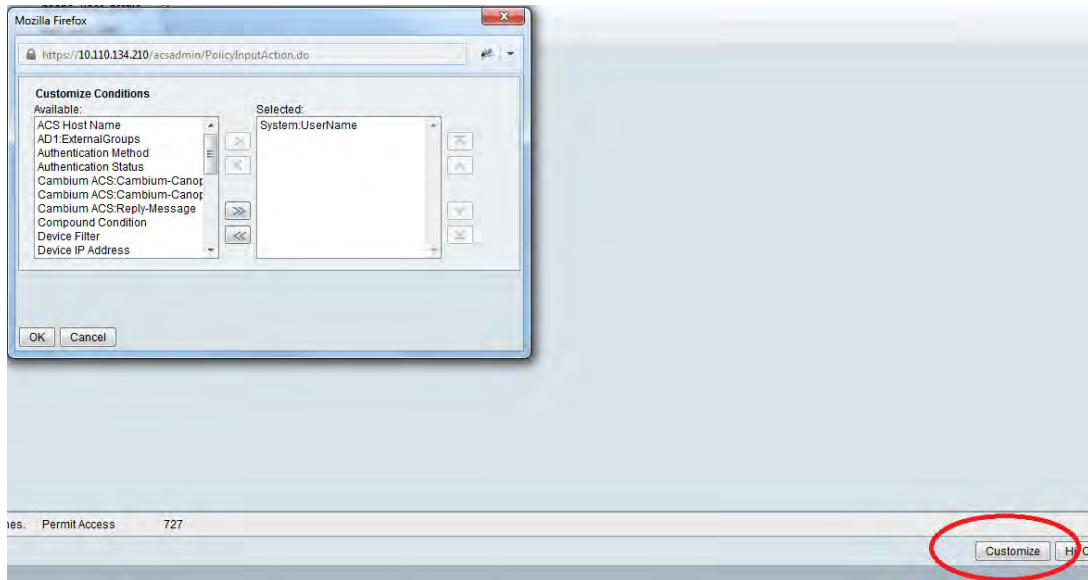 Mozilla Firefox
https://10.110.134.210/acsadmin/PolicyInputAction.do
Customize Conditions
Available:
Selected:
ACS Host Name
AD1:ExternalGroups
Authentication Method
Authentication Status
Cambium ACS:Cambium-Canop
Cambium ACS:Cambium-Canop
Cambium ACS:Reply-Message
Compound Condition
Device Filter
Device IP Address
System:UserName
OK
Cancel
Permit Access 727
Customize